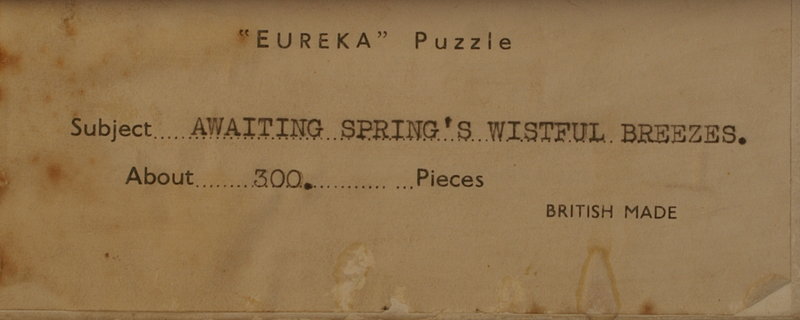 "EUREKA" Puzzle
Subject..... AWAITING SPRING'S WISTFUL BREEZES.
About........300............. ...Pieces
BRITISH MADE